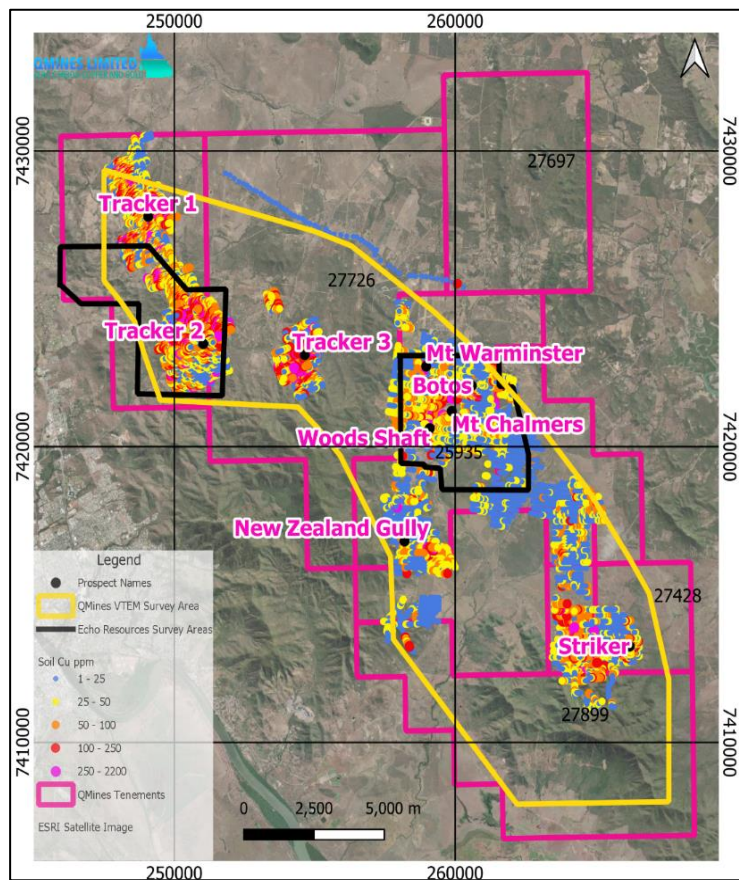 250000 260000
QMINES LIMITED
7430000 7430000
27697
Tracker 1
27726
Tracker 2
Tracker 3
Mt Warminster
Botos
Mt Chalmers
Woods Shaft
25935
7420000 7420000
New Zealand Gully
Legend
Prospect Names
QMines VTEM Survey Area
Echo Resources Survey Areas
27428
Striker
Soil Cu ppm
1 - 25
25 - 50
50 - 100
100 - 250
250 - 2200
27899
7410000 7410000
QMines Tenements
ESRI Satellite Image
0 2,500 5,000 m
250000 260000